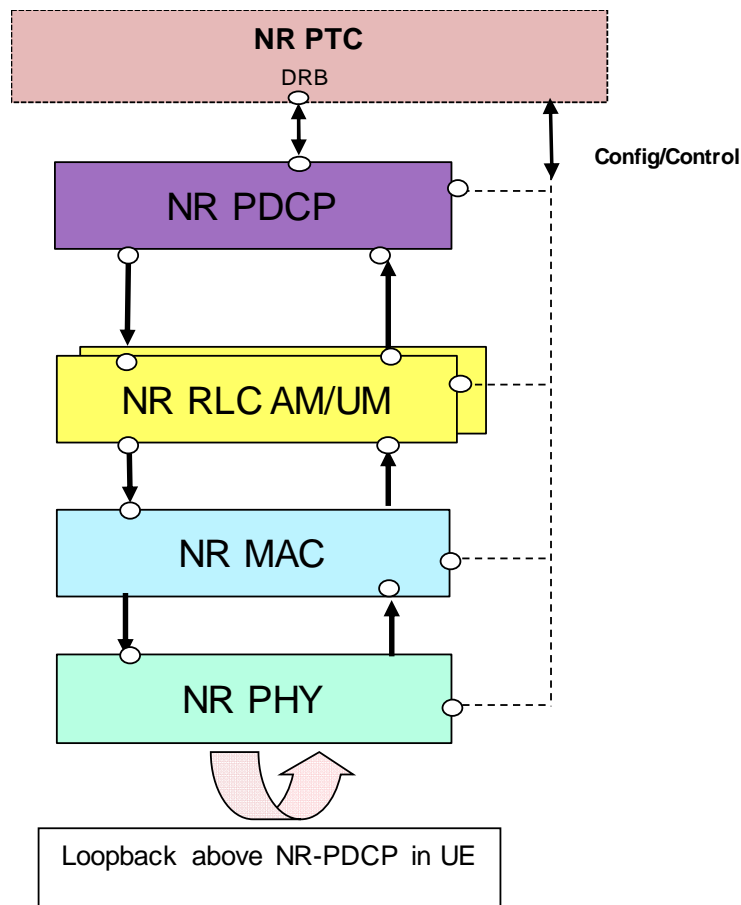 NR PTC
DRB
Config/Control
NR PDCP
NR RLC AM/UM
NR MAC
NR PHY
Loopback above NR-PDCP in UE